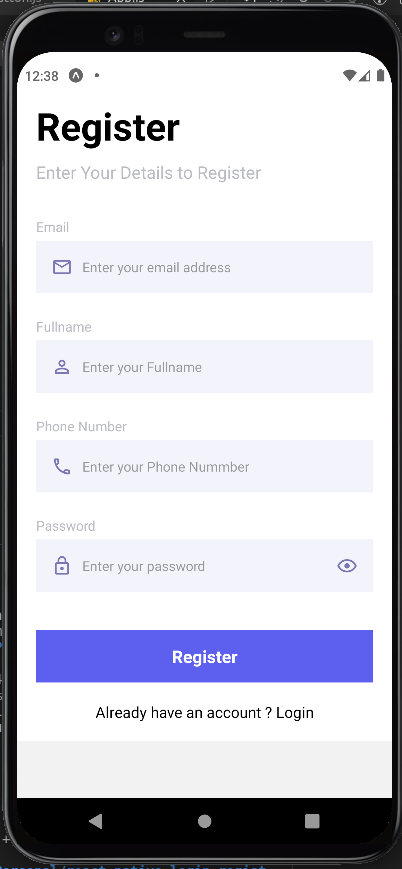 12:38
Register
Enter Your Details to Register
Email
Enter your email address
Fullname
Enter your Fullname
Phone Number
Enter your Phone Nummber
Password
Enter your password
Register
Already have an account ? Login